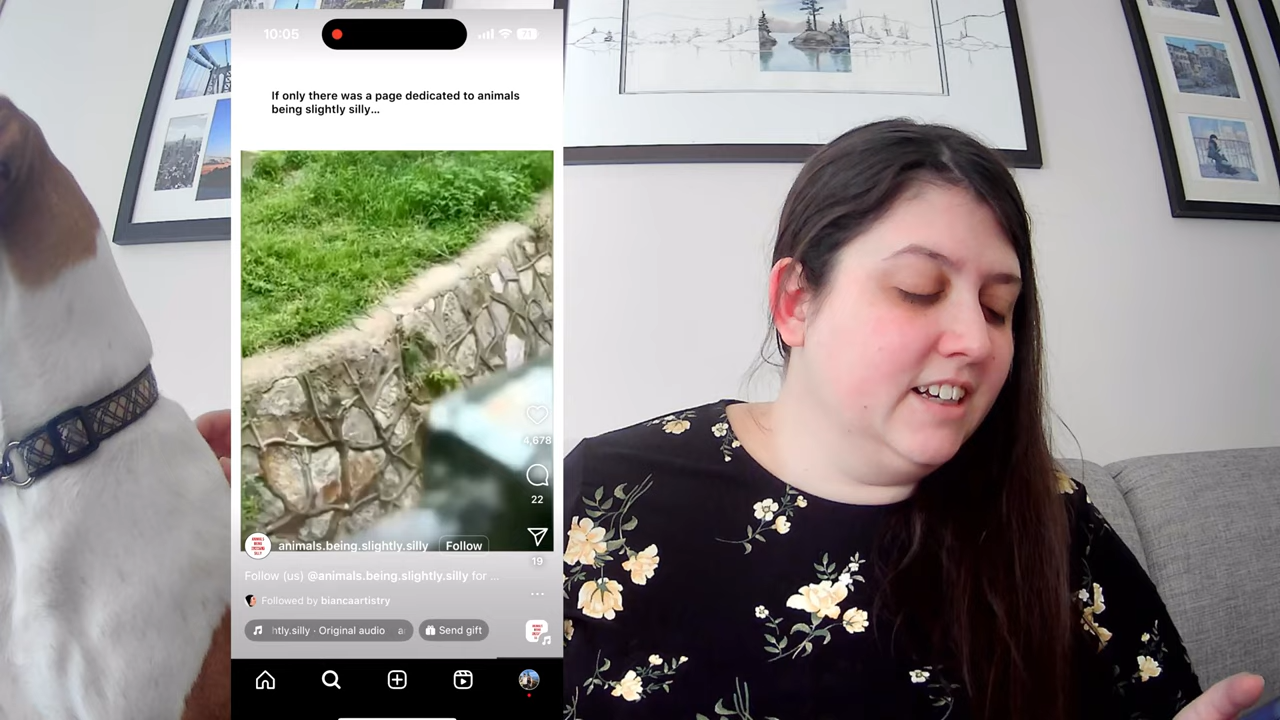 10:05
71
If only there was a page dedicated to animals
being slightly silly...
4,678
22
19
animals.being.slightly.silly
Follow
Follow (us) @animals.being.slightly.silly for ...
Followed by biancaartistry
htly.silly · Original audio
Send gift